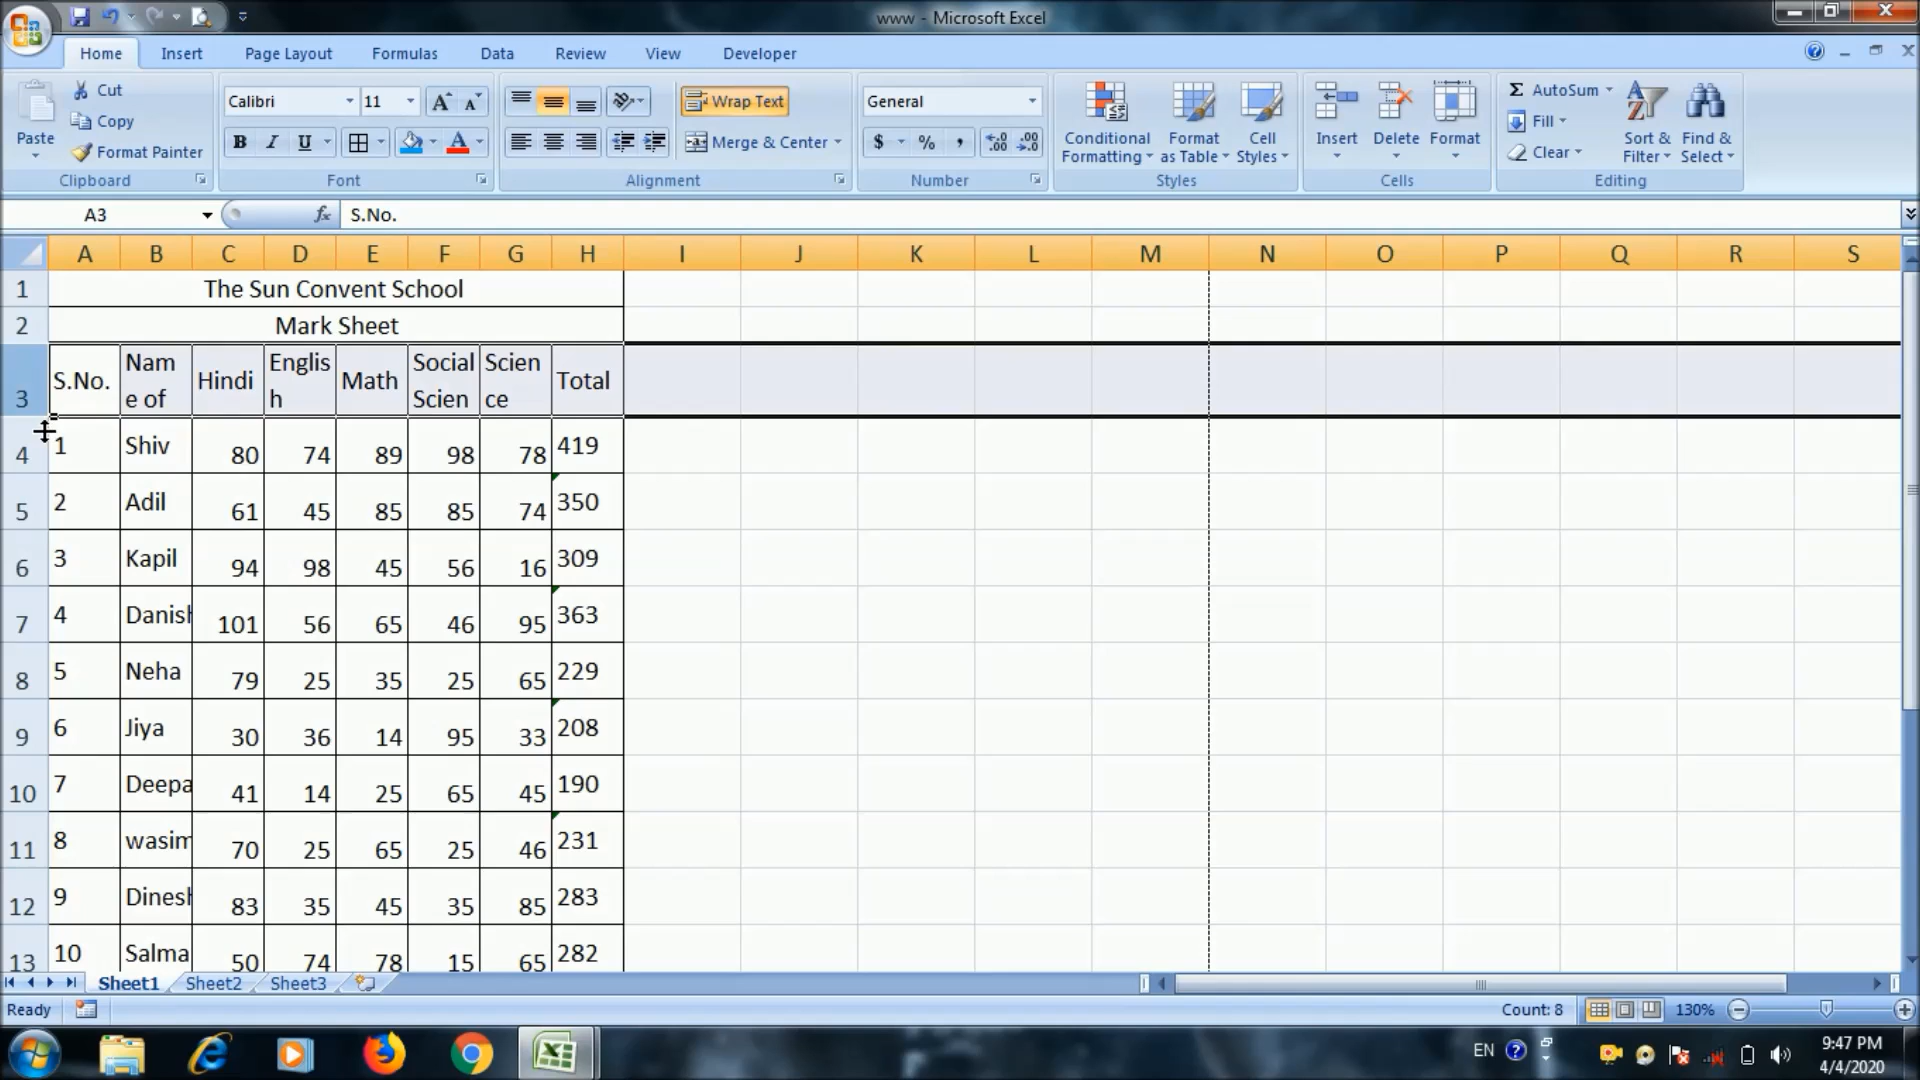 www - Microsoft Excel
Home Insert Page Layout Formulas Data Review View Developer
Cut
Copy
Format Painter
Paste
Clipboard
Calibri 11
B I U
Font
Wrap Text
Merge & Center
Alignment
General
$ % ,
Number
Conditional Formatting
Format as Table
Cell Styles
Styles
Insert Delete Format
Cells
Σ AutoSum
Fill
Clear
Sort & Filter
Find & Select
Editing
A3 fx S.No.
A B C D E F G H I J K L M N O P Q R S
1 The Sun Convent School
2 Mark Sheet
3 S.No. Nam e of Hindi Englis h Math Social Scien Scien ce Total
4 1 Shiv 80 74 89 98 78 419
5 2 Adil 61 45 85 85 74 350
6 3 Kapil 94 98 45 56 16 309
7 4 Danish 101 56 65 46 95 363
8 5 Neha 79 25 35 25 65 229
9 6 Jiya 30 36 14 95 33 208
10 7 Deepa 41 14 25 65 45 190
11 8 wasim 70 25 65 25 46 231
12 9 Dinesh 83 35 45 35 85 283
13 10 Salma 50 74 78 15 65 282
Sheet1 Sheet2 Sheet3
Ready Count: 8 130%
EN 9:47 PM
4/4/2020